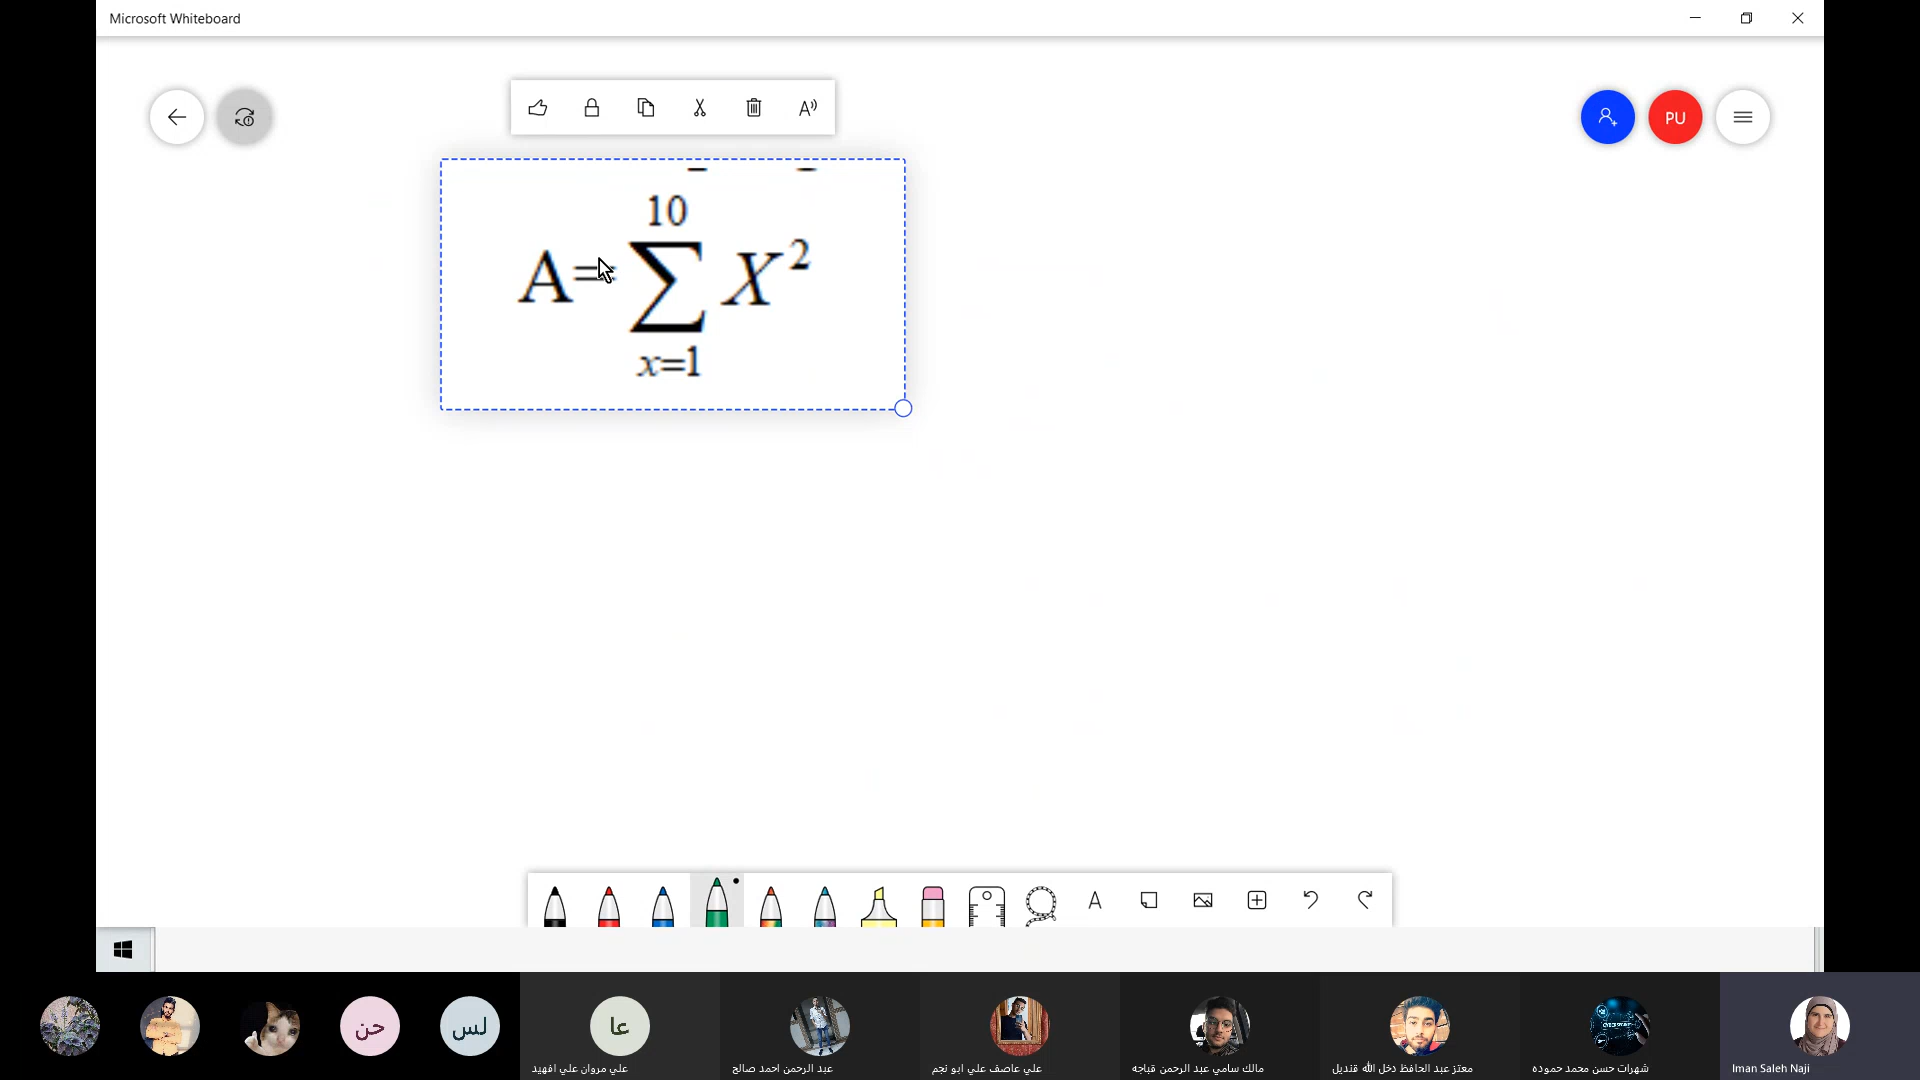 Microsoft Whiteboard
PU
10
A=∑X²
x=1
A
حن
لس
عا
علي مروان علي افهيد
عبد الرحمن احمد صالح
علي عاصف علي ابو نجم
مالك سامي عبد الرحمن قباجه
معتز عبد الحافظ دخل الله قنديل
شهرات حسن محمد حموده
Iman Saleh Naji